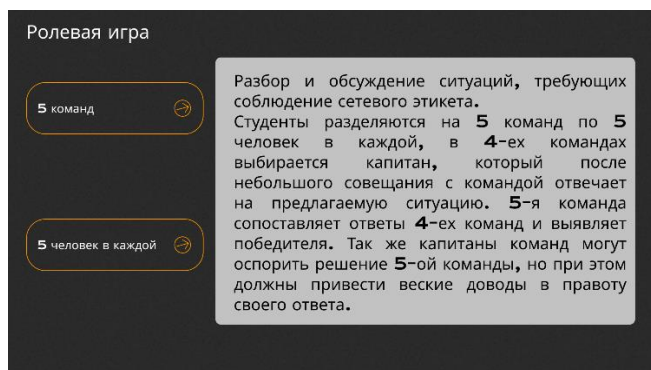 Ролевая игра
5 команд
5 человек в каждой
Разбор и обсуждение ситуаций, требующих
соблюдение сетевого этикета.
Студенты разделяются на 5 команд по 5
человек в каждой, в 4-ех командах
выбирается капитан, который после
небольшого совещания с командой отвечает
на предлагаемую ситуацию. 5-я команда
сопоставляет ответы 4-ех команд и выявляет
победителя. Так же капитаны команд могут
оспорить решение 5-ой команды, но при этом
должны привести веские доводы в правоту
своего ответа.